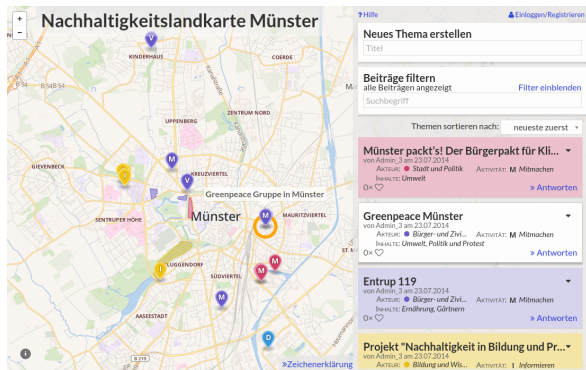 +
−
Nachhaltigkeitslandkarte Münster
V
KINDERHAUS
COERDE
B 54
B 54
UPPENBERG
ZENTRUM NORD
GIEVENBECK
M
KREUZVIERTEL
V
Greenpeace Gruppe in Münster
Münster
M
MAURITZVIERTEL
SENTRUPER HÖHE
I
PLUGGENDORF
SÜDVIERTEL
M
M
M
AASEESTADT
D
B 219
i
»Zeichenerklärung
? Hilfe
Einloggen/Registrieren
Neues Thema erstellen
Titel
Beiträge filtern
alle Beiträgen angezeigt
Filter einblenden
Suchbegriff
Themen sortieren nach: neueste zuerst
Münster packt's! Der Bürgerpakt für Kli...
von Admin_3 am 23.07.2014
Akteur: Stadt und Politik Aktivität: M Mitmachen
Inhalte: Umwelt
0× » Antworten
Greenpeace Münster
von Admin_3 am 23.07.2014
Akteur: Bürger- und Zivi... Aktivität: M Mitmachen
Inhalte: Umwelt, Politik und Protest
0× » Antworten
Entrup 119
von Admin_3 am 23.07.2014
Akteur: Bürger- und Zivi... Aktivität: M Mitmachen
Inhalte: Ernährung, Gärtnern
0× » Antworten
Projekt "Nachhaltigkeit in Bildung und Pr...
von Admin_3 am 23.07.2014
Akteur: Bildung und Wis... Aktivität: I Informieren